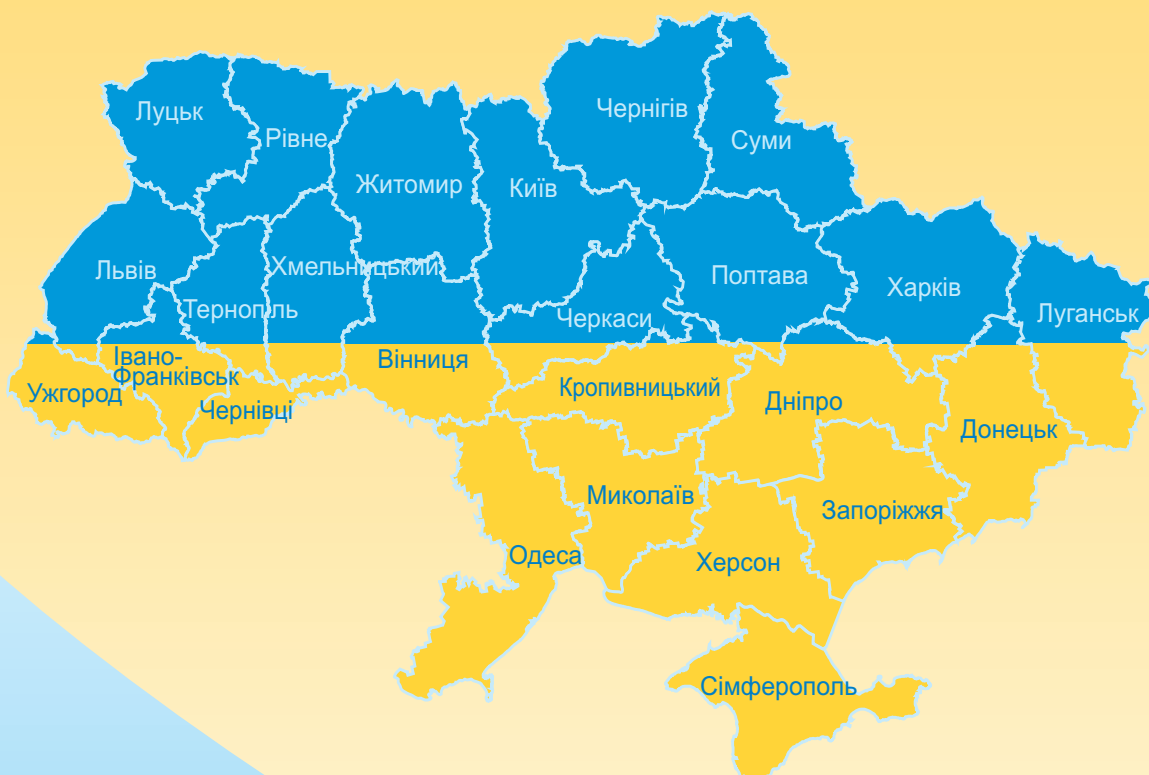 Луцьк
Рівне
Житомир
Київ
Чернігів
Суми
Львів
Тернопіль
Хмельницький
Черкаси
Полтава
Харків
Луганськ
Ужгород
Івано-
Франківськ
Чернівці
Вінниця
Кропивницький
Дніпро
Донецьк
Одеса
Миколаїв
Херсон
Запоріжжя
Сімферополь